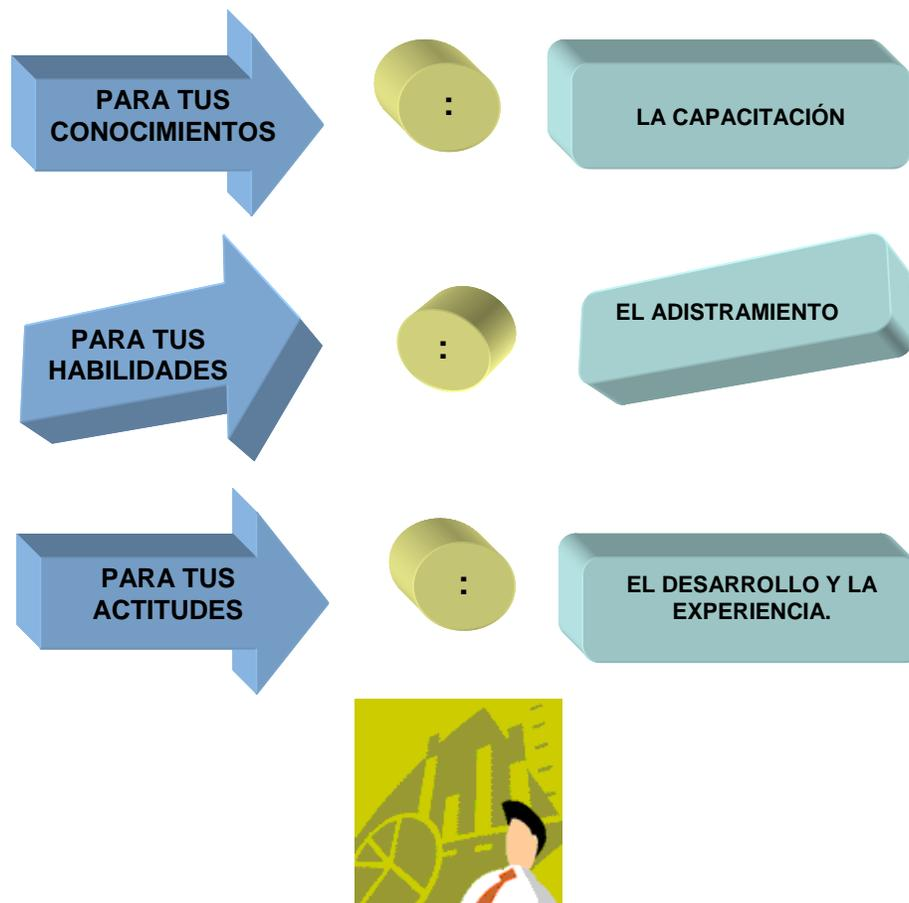 PARA TUS
CONOCIMIENTOS
:
LA CAPACITACIÓN
PARA TUS
HABILIDADES
:
EL ADISTRAMIENTO
PARA TUS
ACTITUDES
:
EL DESARROLLO Y LA
EXPERIENCIA.